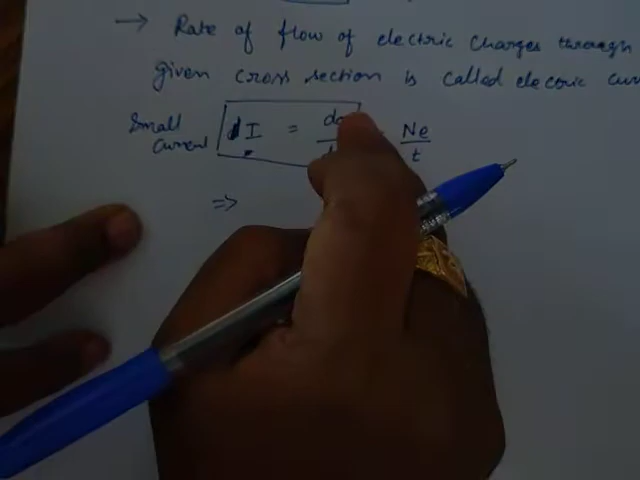 → Rate of flow of electric charges through
given cross section is called electric
Small current dI = Ne/t
⇒